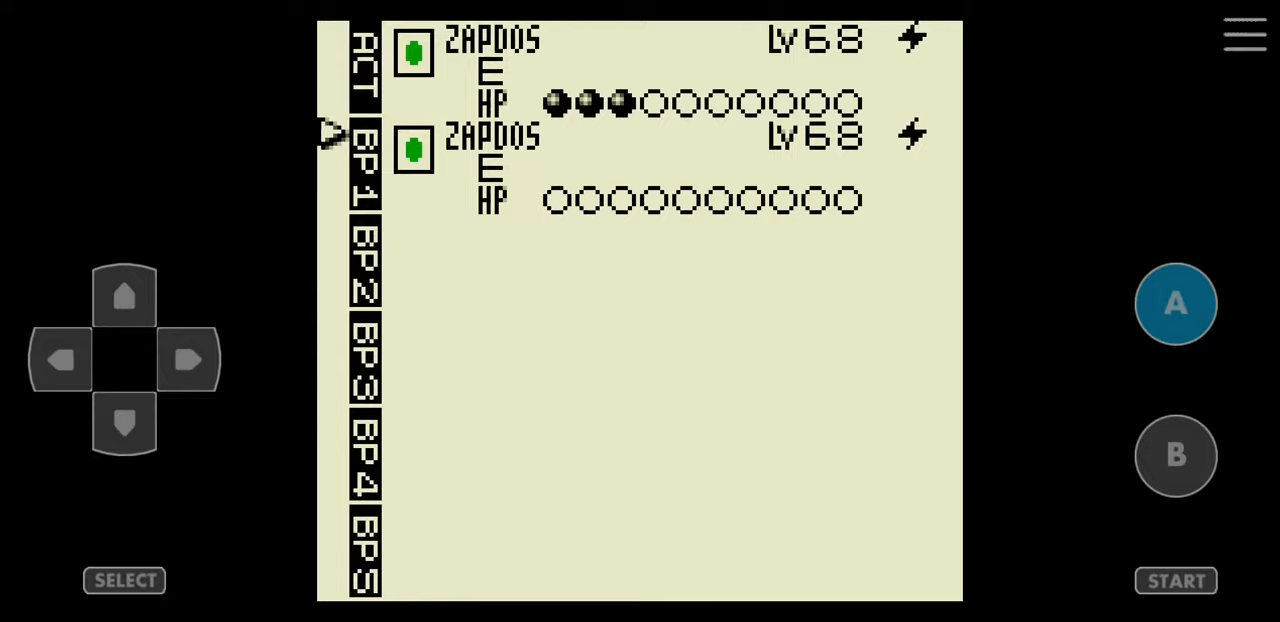 ACT
ZAPDOS Lv68
E
HP
BP1
ZAPDOS Lv68
E
HP
BP2
BP3
BP4
BP5
A
B
SELECT
START